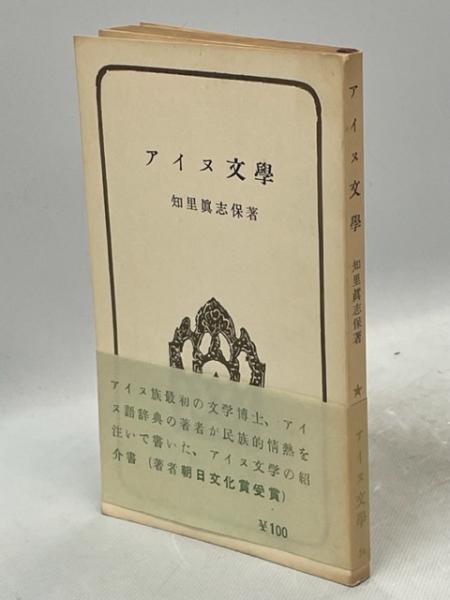 アイヌ文學
知里眞志保著
アイヌ族最初の文学博士、アイ
ヌ語辞典の著者が民族的情熱を
注いで書いた、アイヌ文学の紹
介書（著者朝日文化賞受賞）
¥100
アイヌ文學
知里眞志保著
★
アイヌ文學